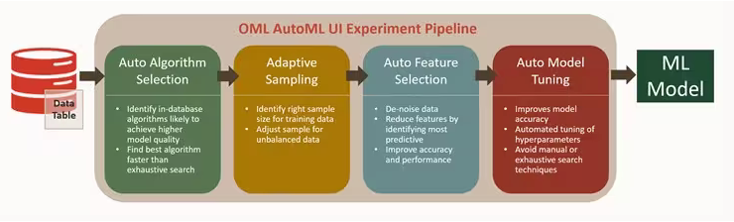 OML AutoML UI Experiment Pipeline
Data
Table
Auto Algorithm
Selection
• Identify in-database
algorithms likely to
achieve higher
model quality
• Find best algorithm
faster than
exhaustive search
Adaptive
Sampling
• Identify right sample
size for training data
• Adjust sample for
unbalanced data
Auto Feature
Selection
• De-noise data
• Reduce features by
identifying most
predictive
• Improve accuracy
and performance
Auto Model
Tuning
• Improves model
accuracy
• Automated tuning of
hyperparameters
• Avoid manual or
exhaustive search
techniques
ML
Model